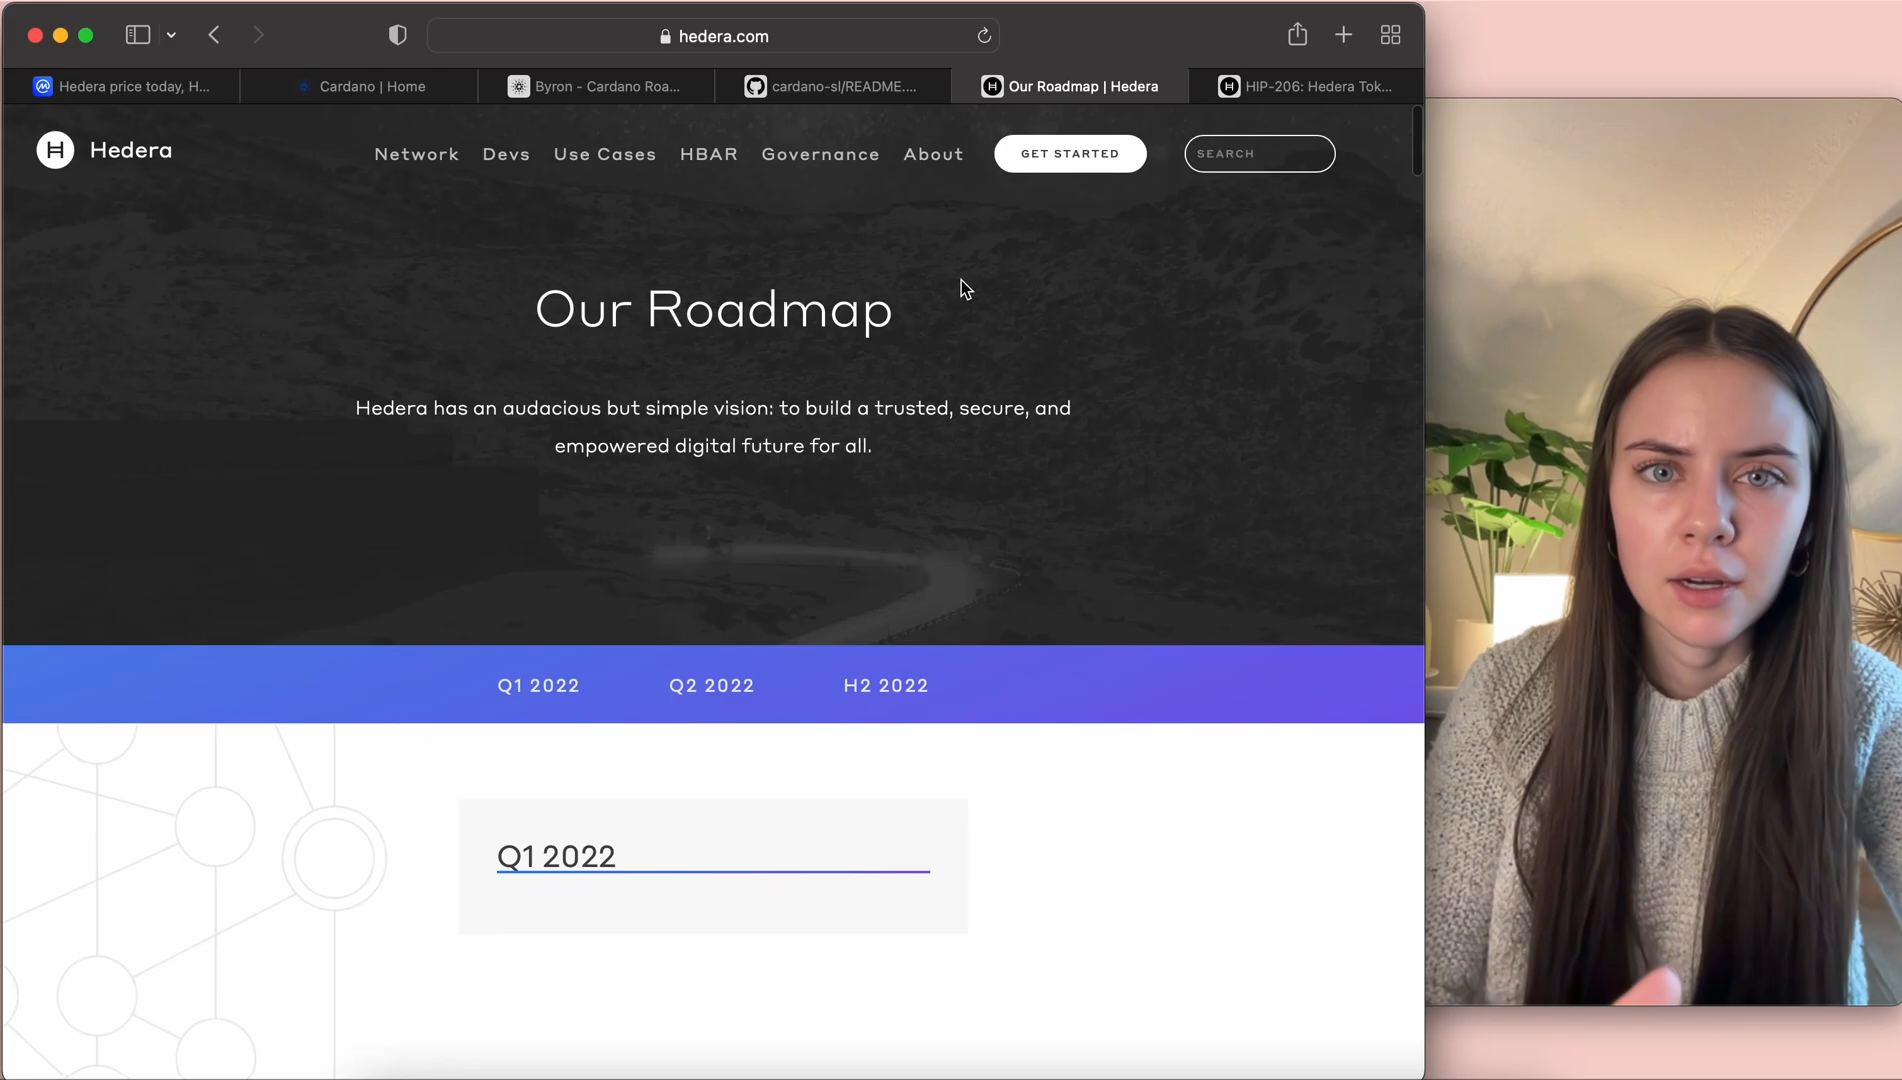 hedera.com
Hedera price today, H...
Cardano | Home
Byron - Cardano Roa...
cardano-sl/README....
Our Roadmap | Hedera
HIP-206: Hedera Tok...
H Hedera
Network
Devs
Use Cases
HBAR
Governance
About
GET STARTED
SEARCH
Our Roadmap
Hedera has an audacious but simple vision: to build a trusted, secure, and
empowered digital future for all.
Q1 2022
Q2 2022
H2 2022
Q1 2022